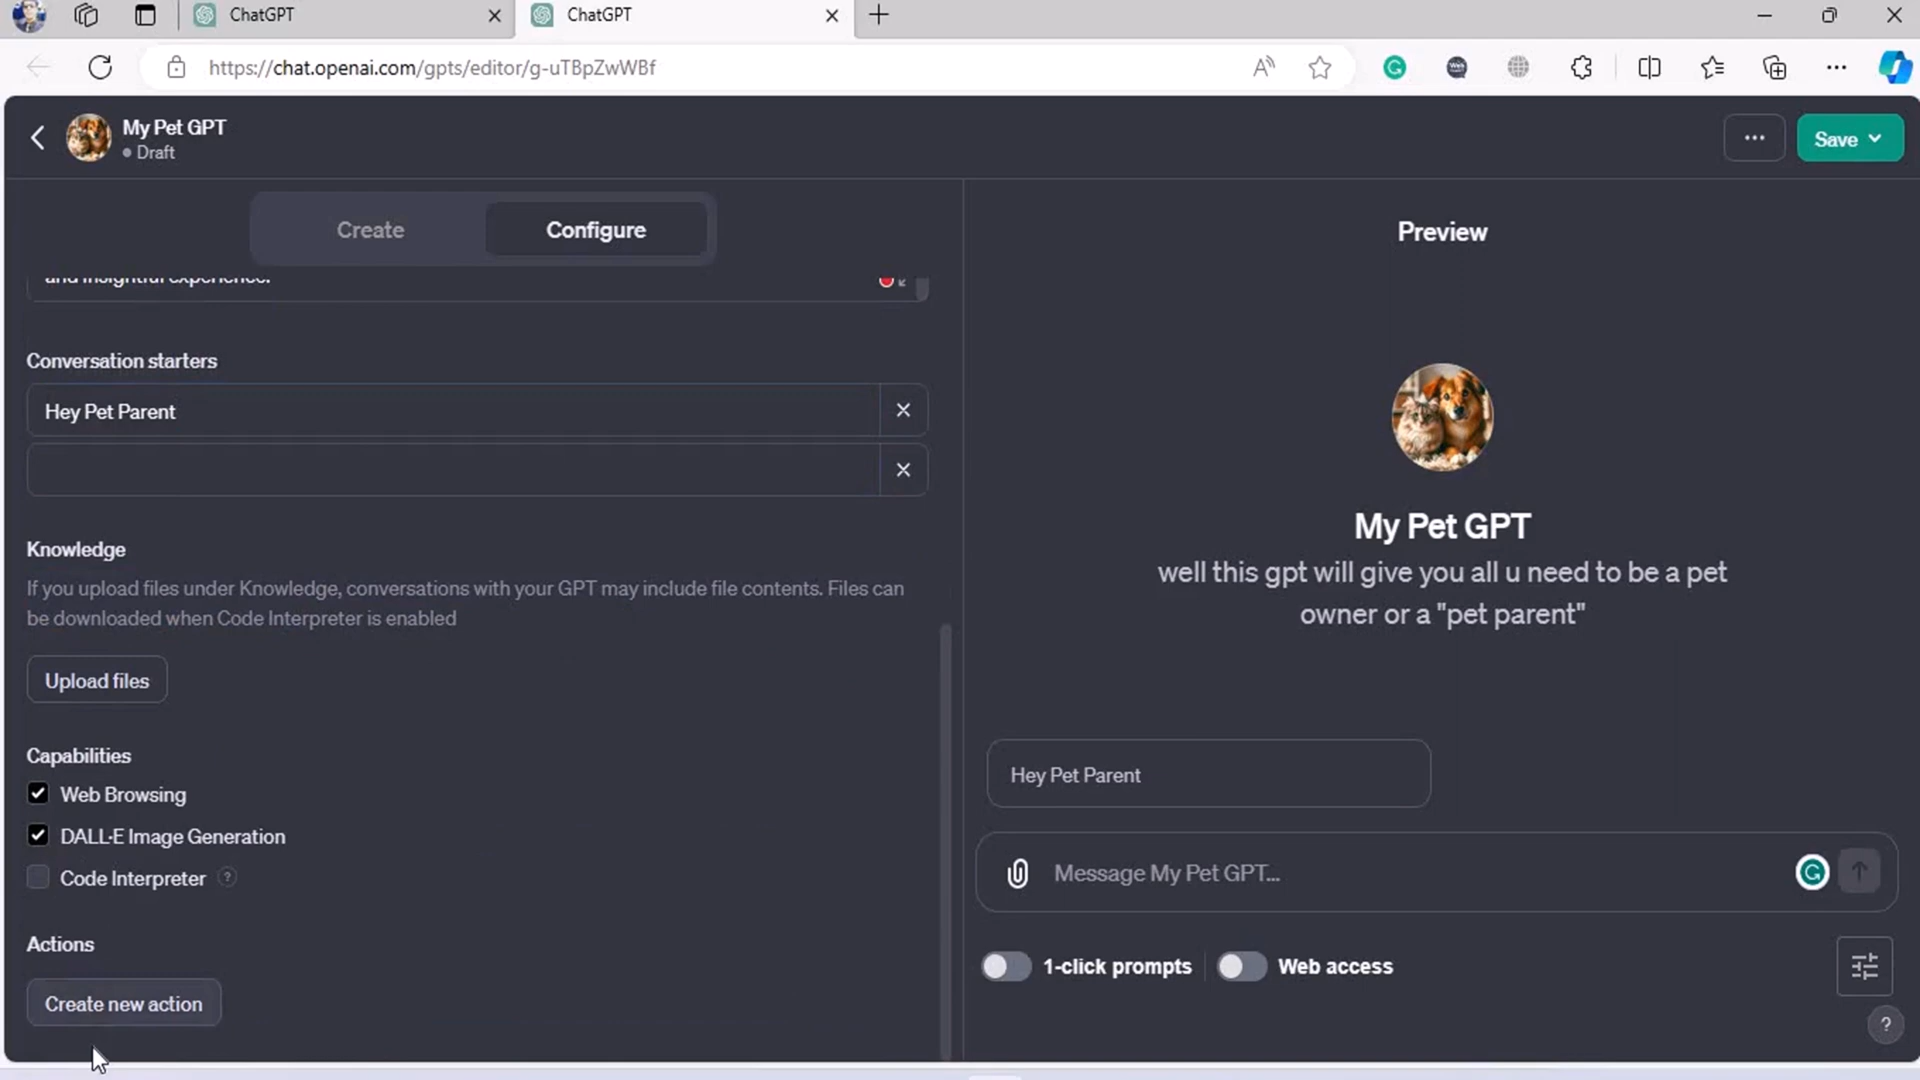 ChatGPT
ChatGPT
https://chat.openai.com/gpts/editor/g-uTBpZwWBf
My Pet GPT
Draft
Save
Create
Configure
Preview
and insightful experience.
Conversation starters
Hey Pet Parent
Knowledge
If you upload files under Knowledge, conversations with your GPT may include file contents. Files can
be downloaded when Code Interpreter is enabled
Upload files
Capabilities
Web Browsing
DALL·E Image Generation
Code Interpreter ?
Actions
Create new action
My Pet GPT
well this gpt will give you all u need to be a pet
owner or a "pet parent"
Hey Pet Parent
Message My Pet GPT...
1-click prompts
Web access
?